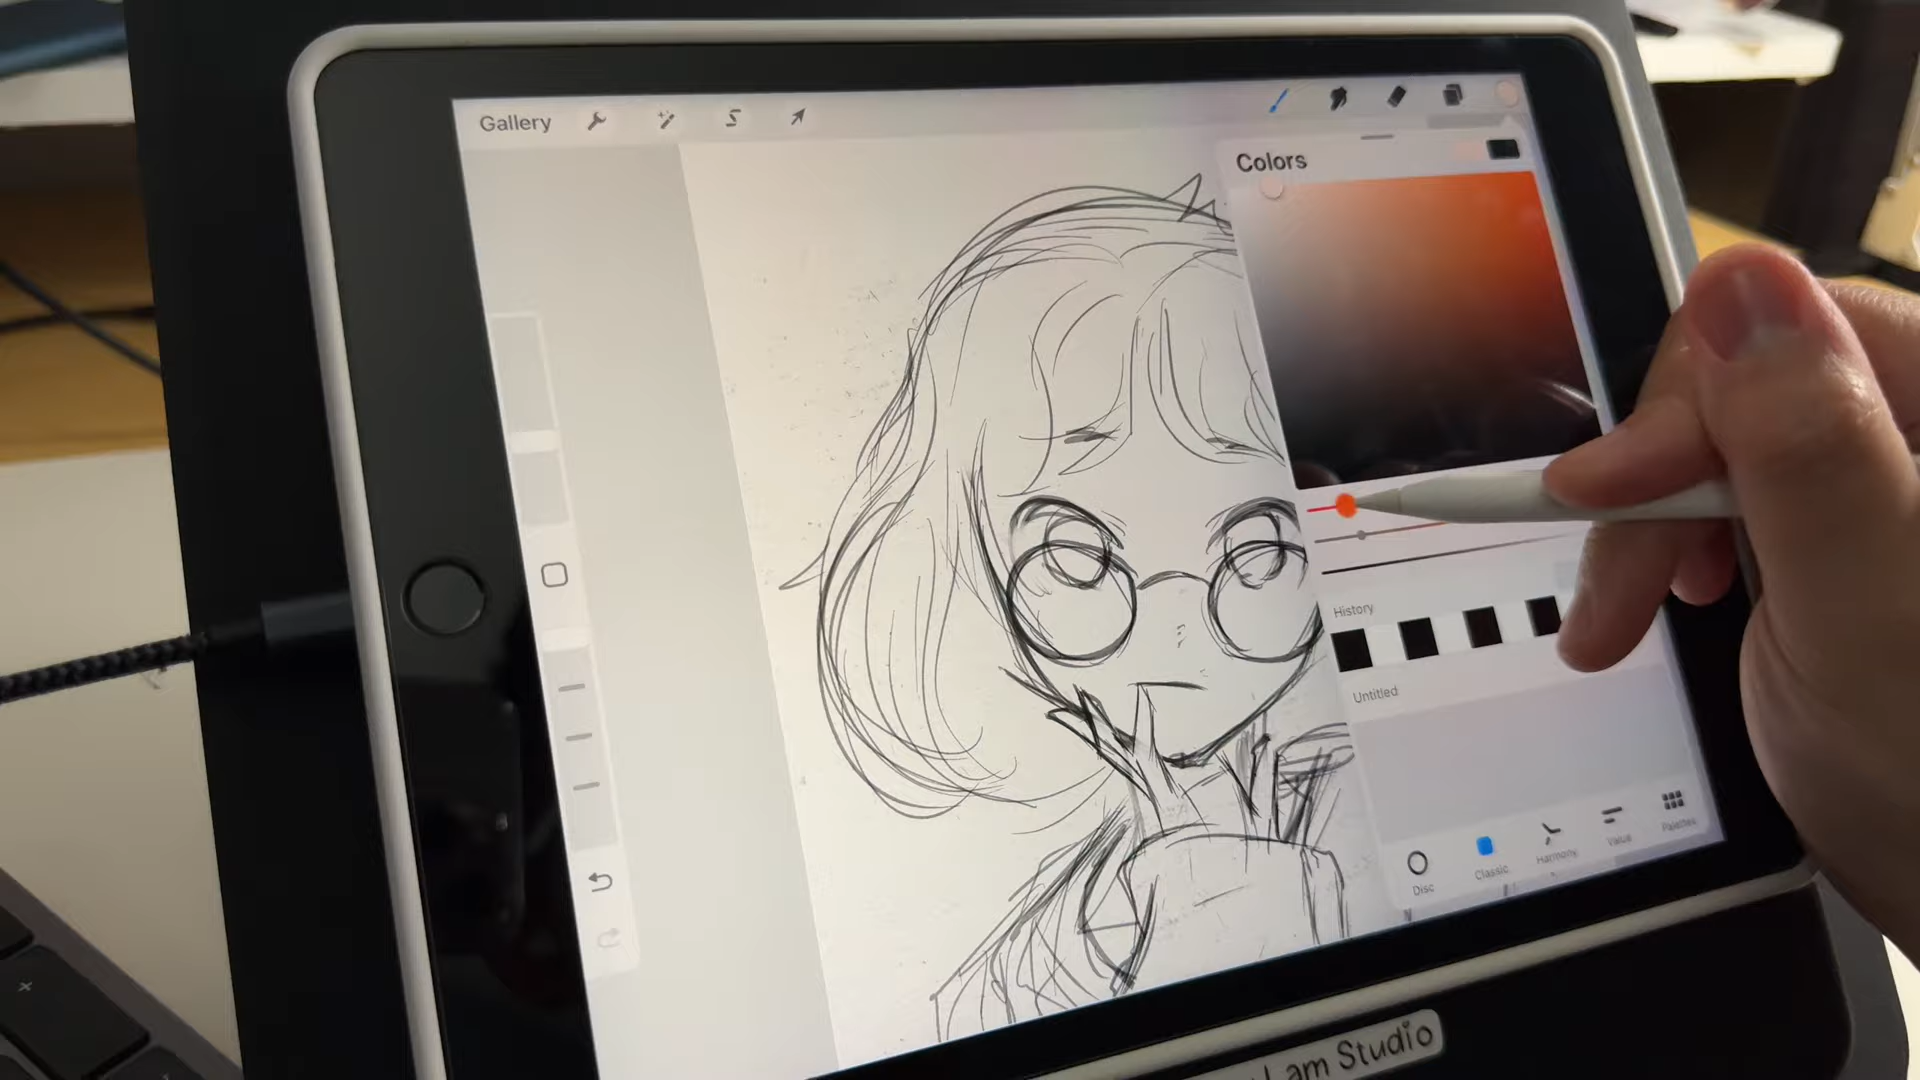 Gallery
Colors
History
Untitled
Disc
Classic
Harmony
Value
Palettes
Lam Studio